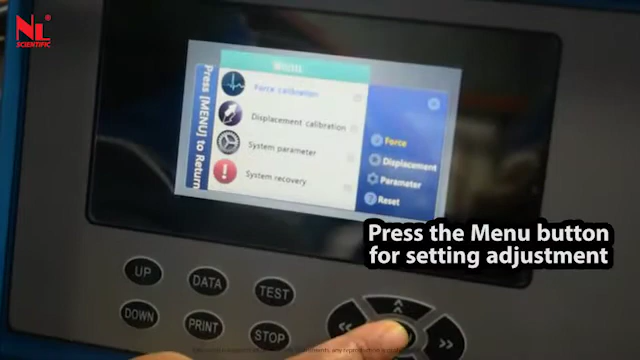 NL®
SCIENTIFIC
Press [MENU] to Return
Force calibration
Displacement calibration
System parameter
System recovery
Force
Displacement
Parameter
Reset
Press the Menu button
for setting adjustment
UP
DATA
TEST
DOWN
PRINT
STOP